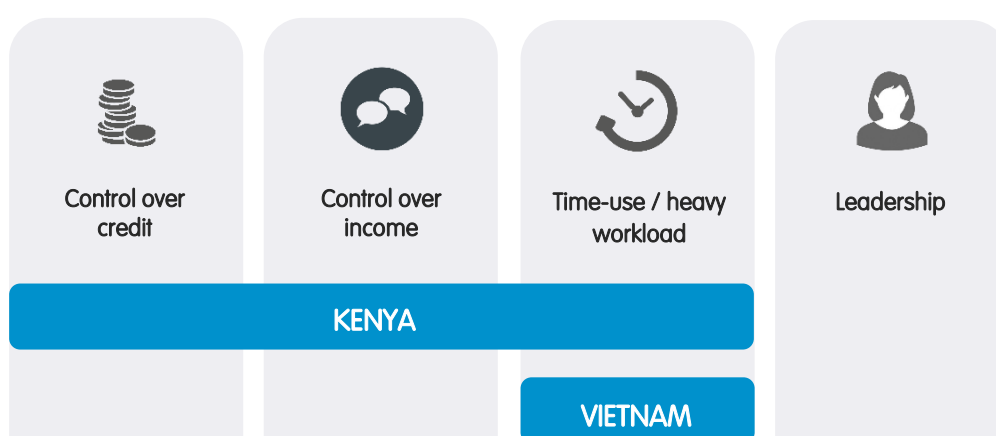 Control over
credit
Control over
income
Time-use / heavy
workload
Leadership
KENYA
VIETNAM